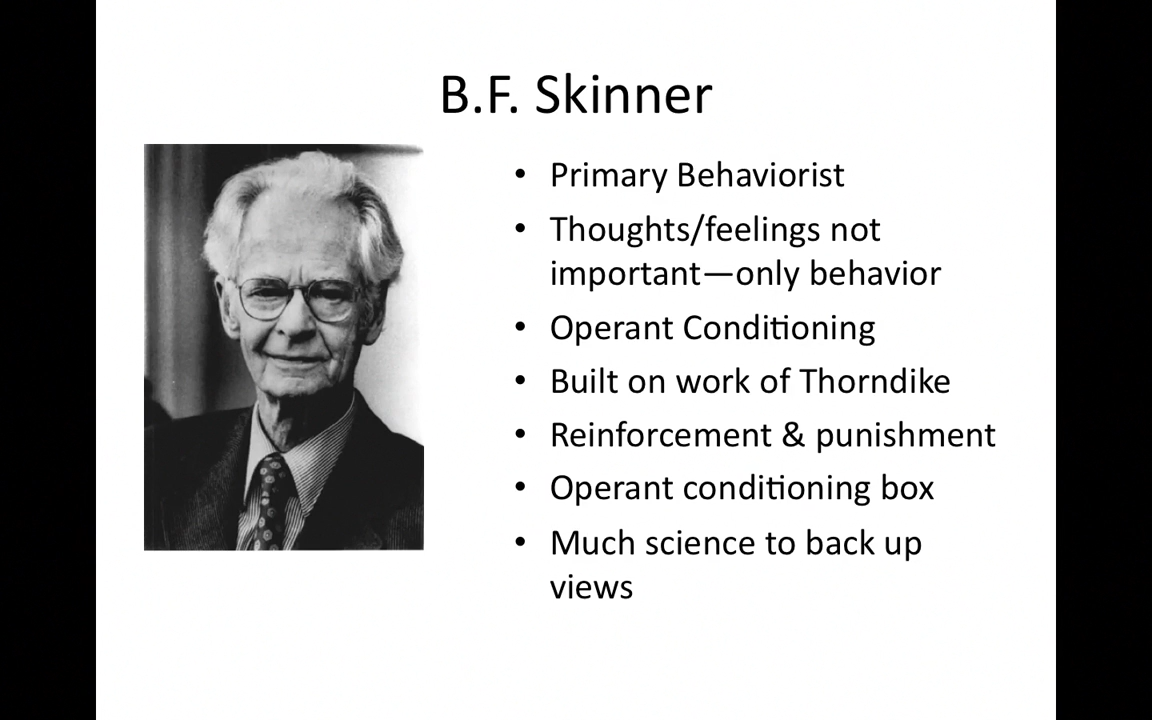 B.F. Skinner
• Primary Behaviorist
• Thoughts/feelings not
important—only behavior
• Operant Conditioning
• Built on work of Thorndike
• Reinforcement & punishment
• Operant conditioning box
• Much science to back up
views